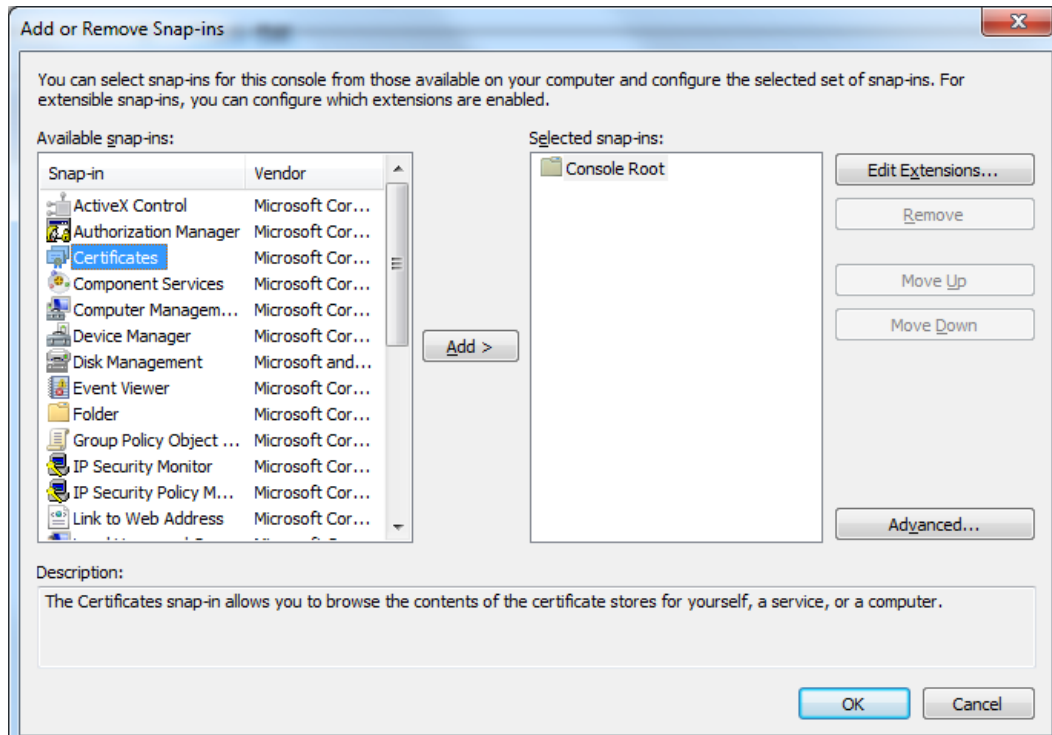 Add or Remove Snap-ins
You can select snap-ins for this console from those available on your computer and configure the selected set of snap-ins. For
extensible snap-ins, you can configure which extensions are enabled.
Available snap-ins:
Selected snap-ins:
Snap-in Vendor
ActiveX Control Microsoft Cor...
Authorization Manager Microsoft Cor...
Certificates Microsoft Cor...
Component Services Microsoft Cor...
Computer Managem... Microsoft Cor...
Device Manager Microsoft Cor...
Disk Management Microsoft and...
Event Viewer Microsoft Cor...
Folder Microsoft Cor...
Group Policy Object ... Microsoft Cor...
IP Security Monitor Microsoft Cor...
IP Security Policy M... Microsoft Cor...
Link to Web Address Microsoft Cor...
Add >
Console Root
Edit Extensions...
Remove
Move Up
Move Down
Advanced...
Description:
The Certificates snap-in allows you to browse the contents of the certificate stores for yourself, a service, or a computer.
OK
Cancel